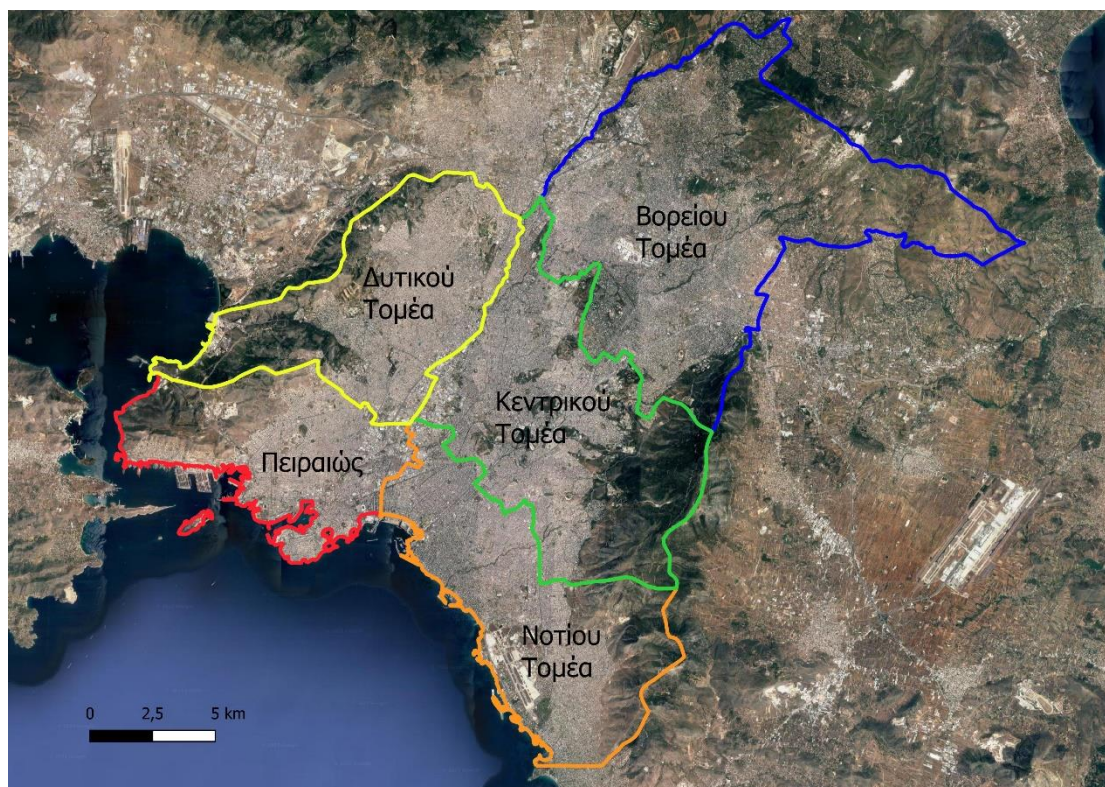 Βορείου
Τομέα
Δυτικού
Τομέα
Κεντρικού
Τομέα
Πειραιώς
Νοτίου
Τομέα
0 2,5 5 km